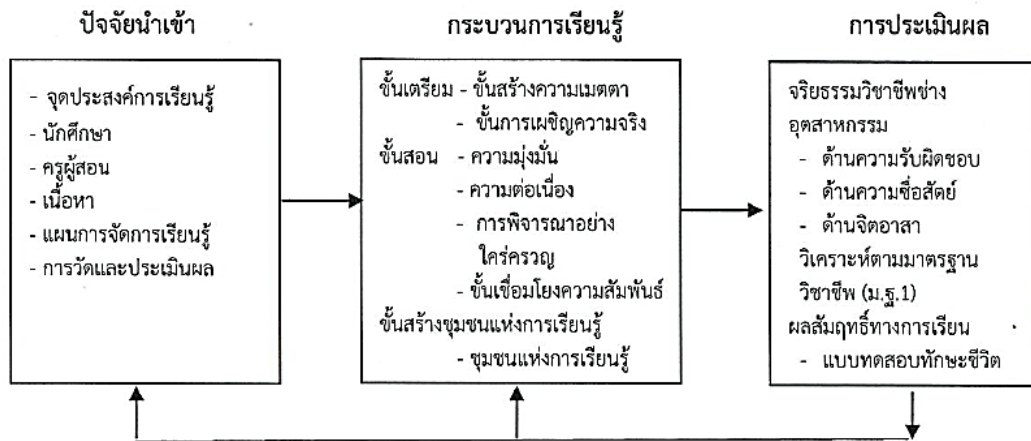 ปัจจัยนำเข้า
- จุดประสงค์การเรียนรู้
- นักศึกษา
- ครูผู้สอน
- เนื้อหา
- แผนการจัดการเรียนรู้
- การวัดและประเมินผล
กระบวนการเรียนรู้
ขั้นเตรียม - ขั้นสร้างความเมตตา
- ขั้นการเผชิญความจริง
ขั้นสอน - ความมุ่งมั่น
- ความต่อเนื่อง
- การพิจารณาอย่าง
ใคร่ครวญ
- ขั้นเชื่อมโยงความสัมพันธ์
ขั้นสร้างชุมชนแห่งการเรียนรู้
- ชุมชนแห่งการเรียนรู้
การประเมินผล
จริยธรรมวิชาชีพช่าง
อุตสาหกรรม
- ด้านความรับผิดชอบ
- ด้านความซื่อสัตย์
- ด้านจิตอาสา
วิเคราะห์ตามมาตรฐาน
วิชาชีพ (ม.ฐ.1)
ผลสัมฤทธิ์ทางการเรียน
- แบบทดสอบทักษะชีวิต